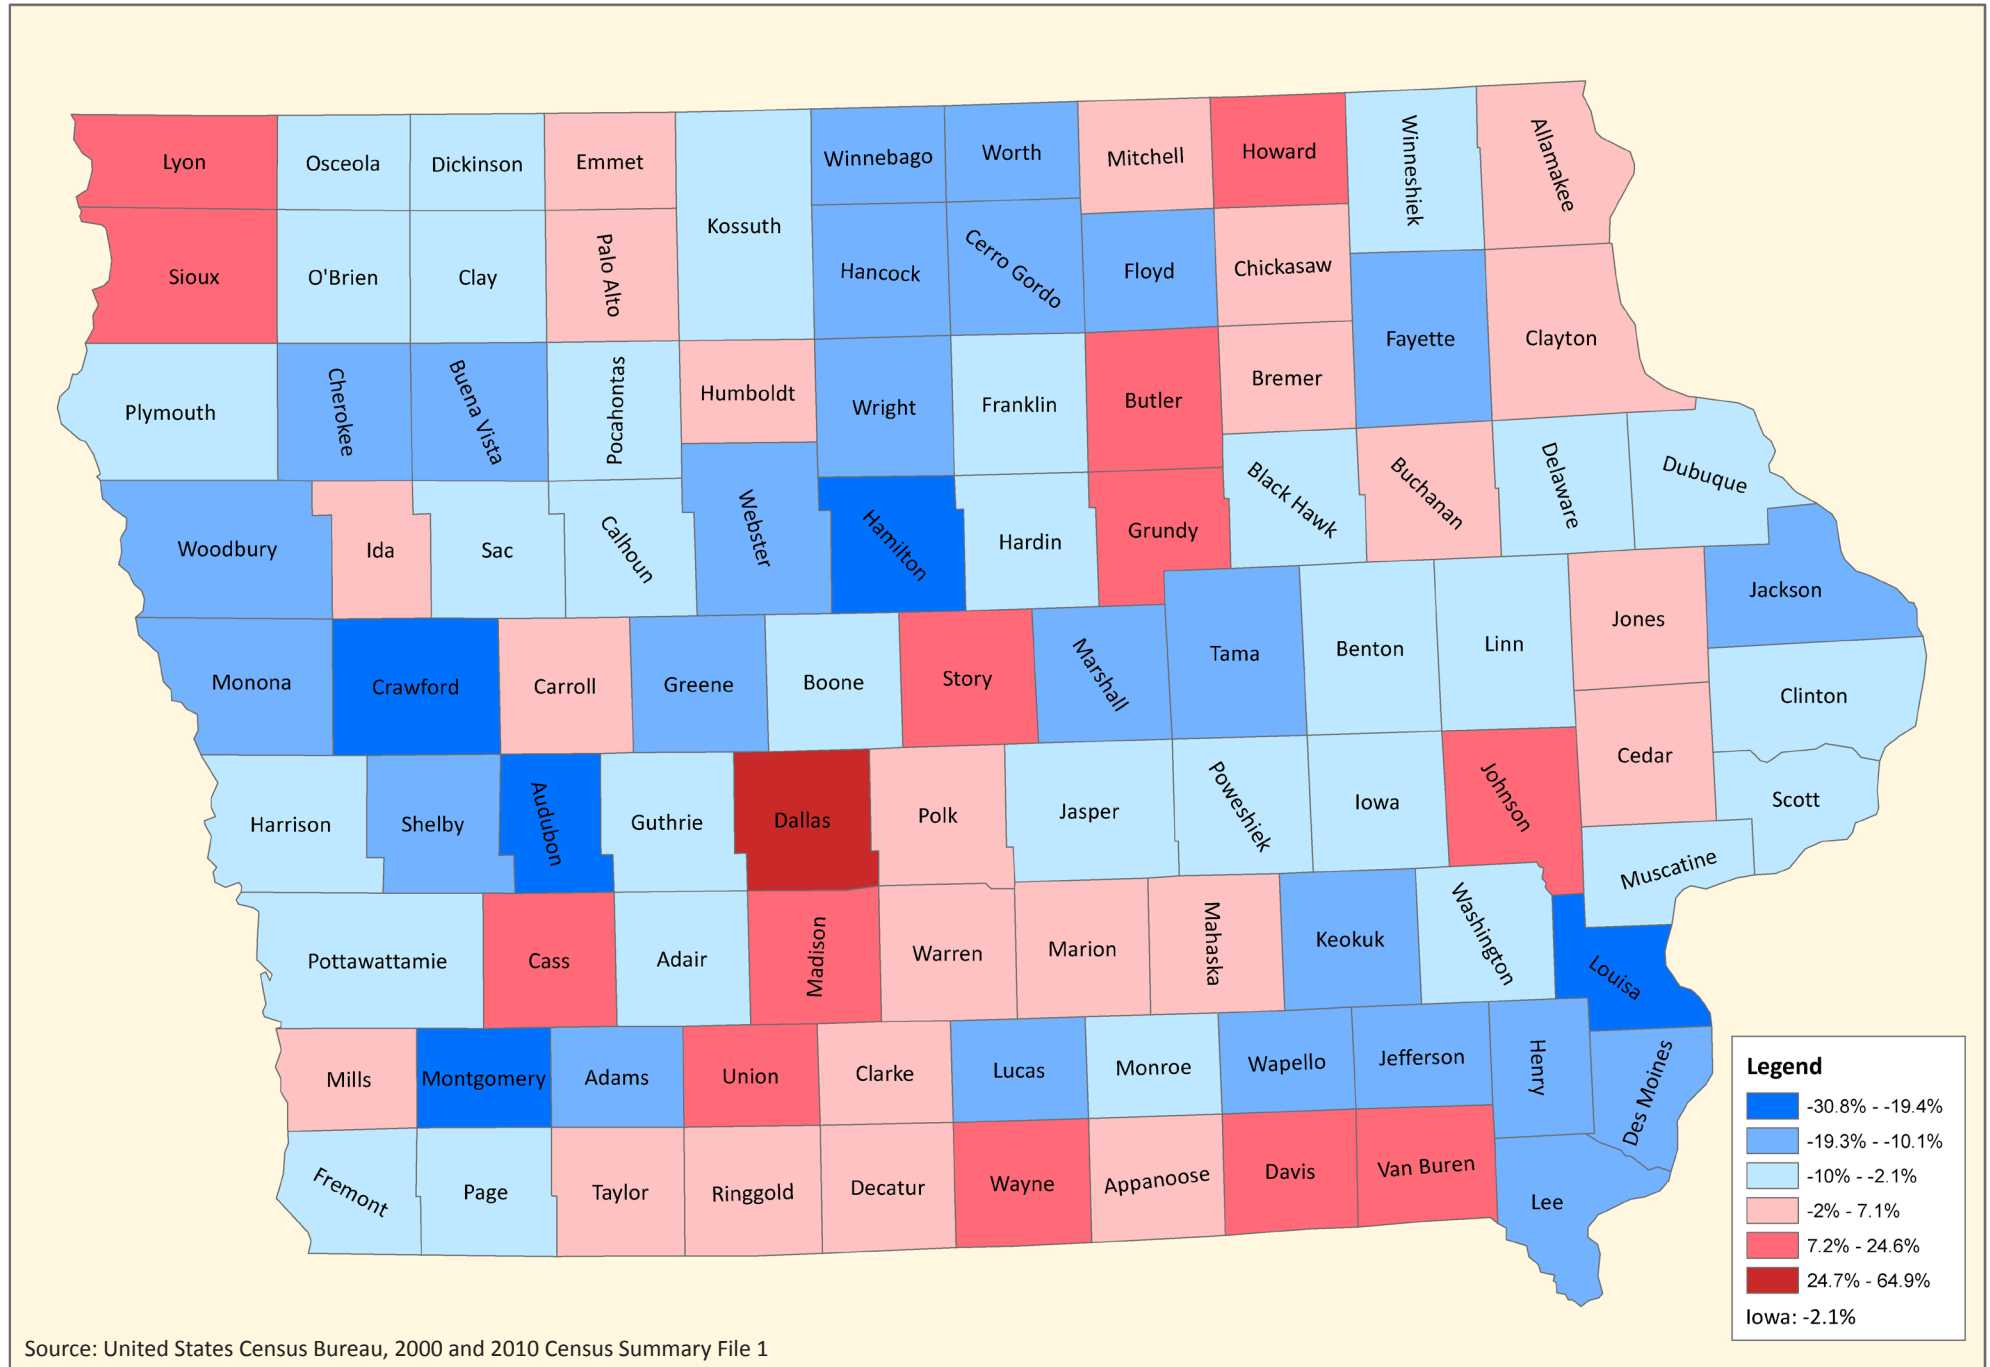 Lyon
Osceola
Dickinson
Emmet
Kossuth
Winnebago
Worth
Mitchell
Howard
Winneshiek
Allamakee
Sioux
O'Brien
Clay
Palo Alto
Hancock
Cerro Gordo
Floyd
Chickasaw
Fayette
Clayton
Plymouth
Cherokee
Buena Vista
Pocahontas
Humboldt
Wright
Franklin
Butler
Bremer
Woodbury
Ida
Sac
Calhoun
Webster
Hamilton
Hardin
Grundy
Black Hawk
Buchanan
Delaware
Dubuque
Monona
Crawford
Carroll
Greene
Boone
Story
Marshall
Tama
Benton
Linn
Jones
Jackson
Clinton
Harrison
Shelby
Audubon
Guthrie
Dallas
Polk
Jasper
Poweshiek
Iowa
Johnson
Cedar
Scott
Muscatine
Pottawattamie
Cass
Adair
Madison
Warren
Marion
Mahaska
Keokuk
Washington
Louisa
Mills
Montgomery
Adams
Union
Clarke
Lucas
Monroe
Wapello
Jefferson
Henry
Des Moines
Fremont
Page
Taylor
Ringgold
Decatur
Wayne
Appanoose
Davis
Van Buren
Lee
Legend
-30.8% - -19.4%
-19.3% - -10.1%
-10% - -2.1%
-2% - 7.1%
7.2% - 24.6%
24.7% - 64.9%
Iowa: -2.1%
Source: United States Census Bureau, 2000 and 2010 Census Summary File 1